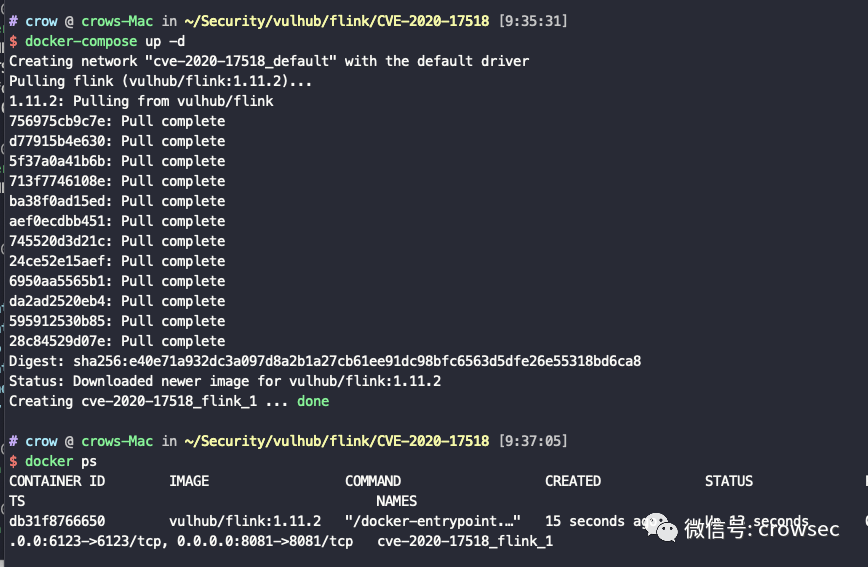 # crow @ crows-Mac in ~/Security/vulhub/flink/CVE-2020-17518 [9:35:31]
$ docker-compose up -d
Creating network "cve-2020-17518_default" with the default driver
Pulling flink (vulhub/flink:1.11.2)...
1.11.2: Pulling from vulhub/flink
756975cb9c7e: Pull complete
d77915b4e630: Pull complete
5f37a0a41b6b: Pull complete
713f7746108e: Pull complete
ba38f0ad15ed: Pull complete
aef0ecdbb451: Pull complete
745520d3d21c: Pull complete
24ce52e15aef: Pull complete
6950aa5565b1: Pull complete
da2ad2520eb4: Pull complete
595912530b85: Pull complete
28c84529d07e: Pull complete
Digest: sha256:e40e71a932dc3a097d8a2b1a27cb61ee91dc98bfc6563d5dfe26e55318bd6ca8
Status: Downloaded newer image for vulhub/flink:1.11.2
Creating cve-2020-17518_flink_1 ... done
# crow @ crows-Mac in ~/Security/vulhub/flink/CVE-2020-17518 [9:37:05]
$ docker ps
CONTAINER ID IMAGE COMMAND CREATED STATUS
TS NAMES
db31f8766650 vulhub/flink:1.11.2 "/docker-entrypoint.…" 15 seconds ago Up 13 seconds
.0.0:6123->6123/tcp, 0.0.0.0:8081->8081/tcp cve-2020-17518_flink_1
微信号: crowsec